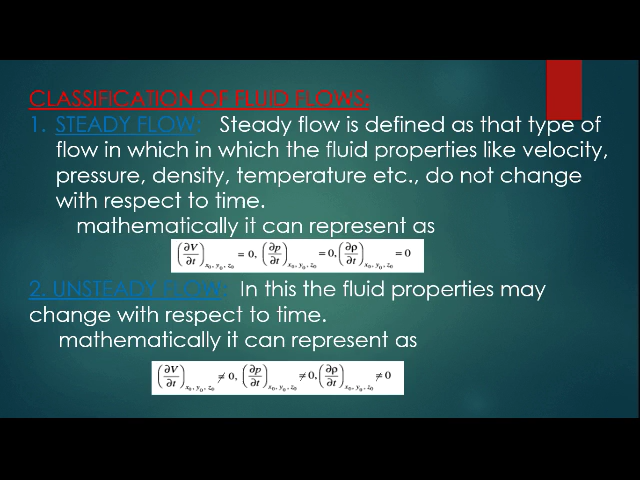 CLASSIFICATION OF FLUID FLOWS:
1. STEADY FLOW: Steady flow is defined as that type of
flow in which in which the fluid properties like velocity,
pressure, density, temperature etc., do not change
with respect to time.
mathematically it can represent as
(∂V/∂t)x₀, y₀, z₀ = 0, (∂p/∂t)x₀, y₀, z₀ = 0, (∂ρ/∂t)x₀, y₀, z₀ = 0
2. UNSTEADY FLOW: In this the fluid properties may
change with respect to time.
mathematically it can represent as
(∂V/∂t)x₀, y₀, z₀ ≠ 0, (∂p/∂t)x₀, y₀, z₀ ≠ 0, (∂ρ/∂t)x₀, y₀, z₀ ≠ 0